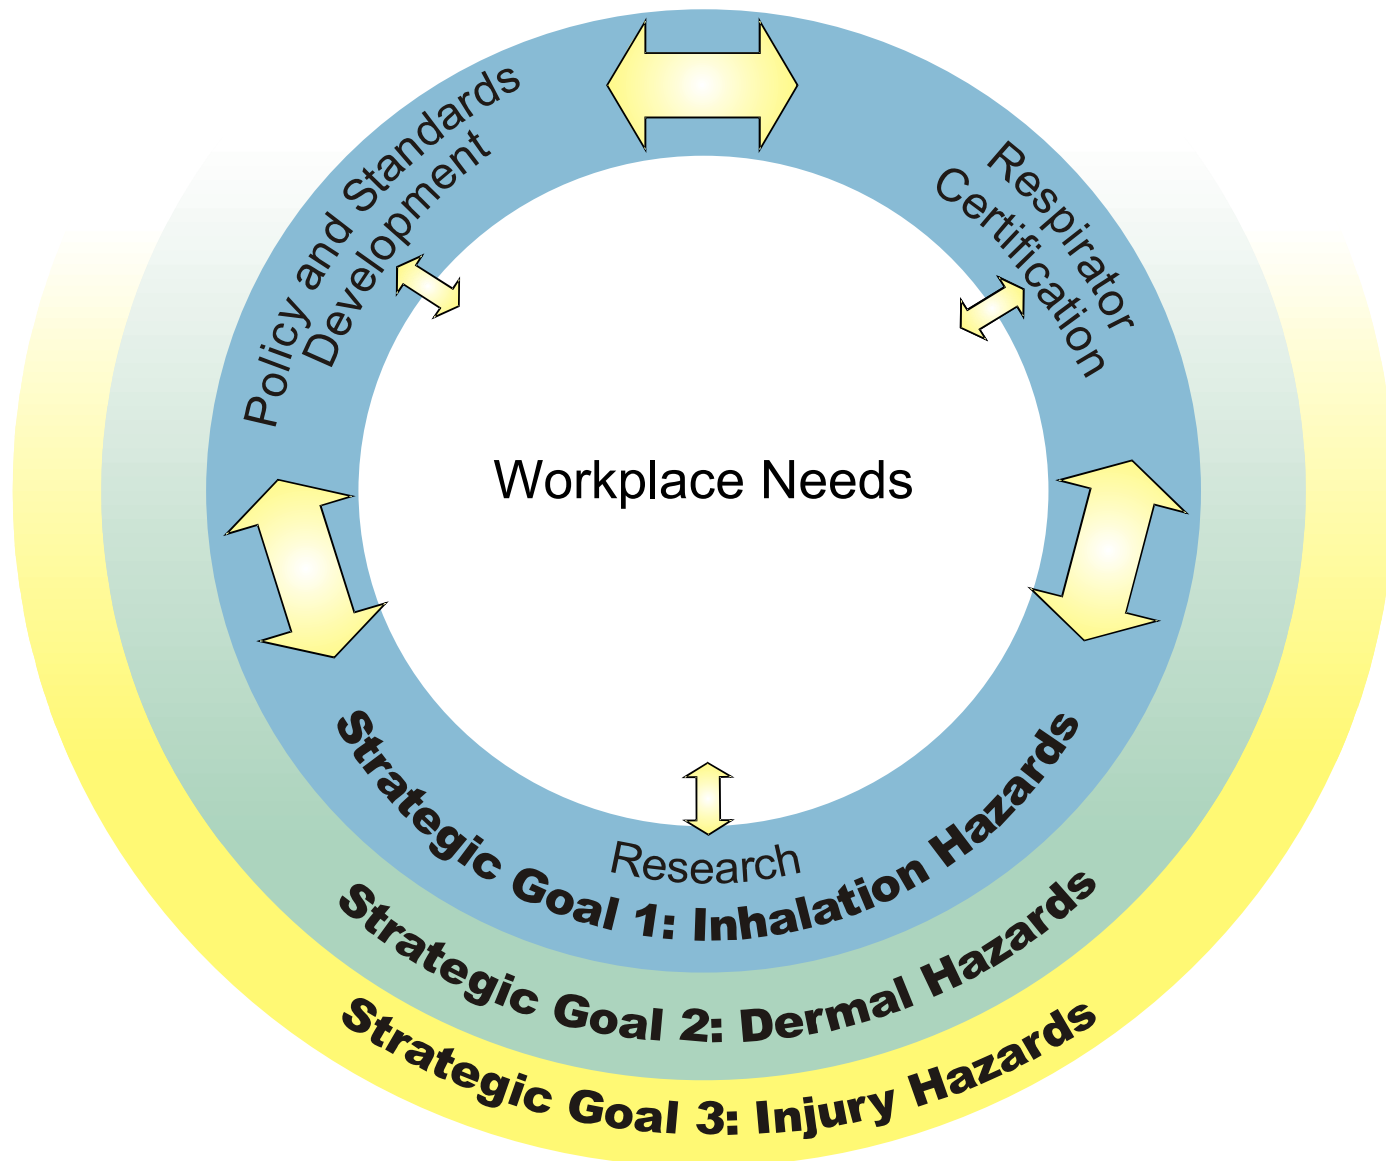 Policy and Standards
Development
Respirator
Certification
Workplace Needs
Research
Strategic Goal 1: Inhalation Hazards
Strategic Goal 2: Dermal Hazards
Strategic Goal 3: Injury Hazards